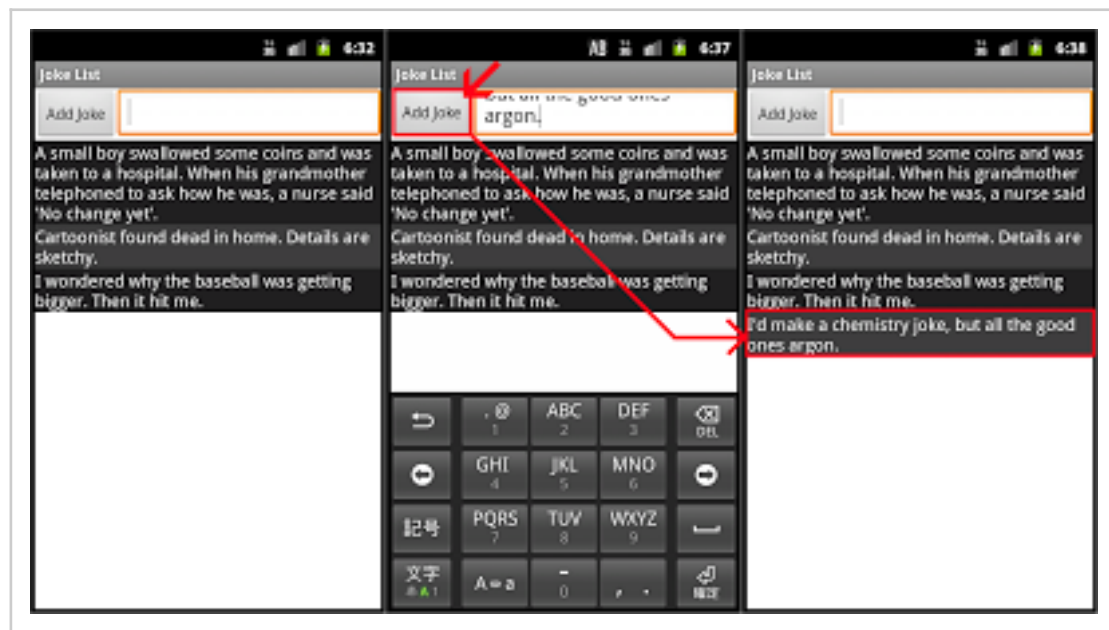 6:32
Joke List
Add Joke
A small boy swallowed some coins and was
taken to a hospital. When his grandmother
telephoned to ask how he was, a nurse said
'No change yet'.
Cartoonist found dead in home. Details are
sketchy.
I wondered why the baseball was getting
bigger. Then it hit me.
AB 6:37
Joke List
Add Joke
but all the good ones
argon.
A small boy swallowed some coins and was
taken to a hospital. When his grandmother
telephoned to ask how he was, a nurse said
'No change yet'.
Cartoonist found dead in home. Details are
sketchy.
I wondered why the baseball was getting
bigger. Then it hit me.
. @ ABC DEF
1 2 3 DEL
GHI JKL MNO
4 5 6
記号 PQRS TUV WXYZ
7 8 9
文字 A⇔a - , .
あA1 0 確定
6:38
Joke List
Add Joke
A small boy swallowed some coins and was
taken to a hospital. When his grandmother
telephoned to ask how he was, a nurse said
'No change yet'.
Cartoonist found dead in home. Details are
sketchy.
I wondered why the baseball was getting
bigger. Then it hit me.
I'd make a chemistry joke, but all the good
ones argon.